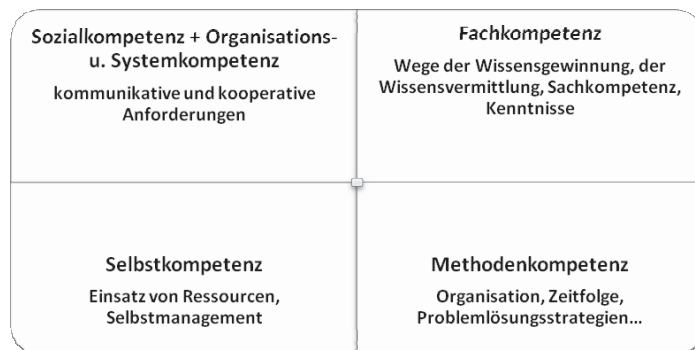 Sozialkompetenz + Organisations-
u. Systemkompetenz
kommunikative und kooperative
Anforderungen
Fachkompetenz
Wege der Wissensgewinnung, der
Wissensvermittlung, Sachkompetenz,
Kenntnisse
Selbstkompetenz
Einsatz von Ressourcen,
Selbstmanagement
Methodenkompetenz
Organisation, Zeitfolge,
Problemlösungsstrategien...